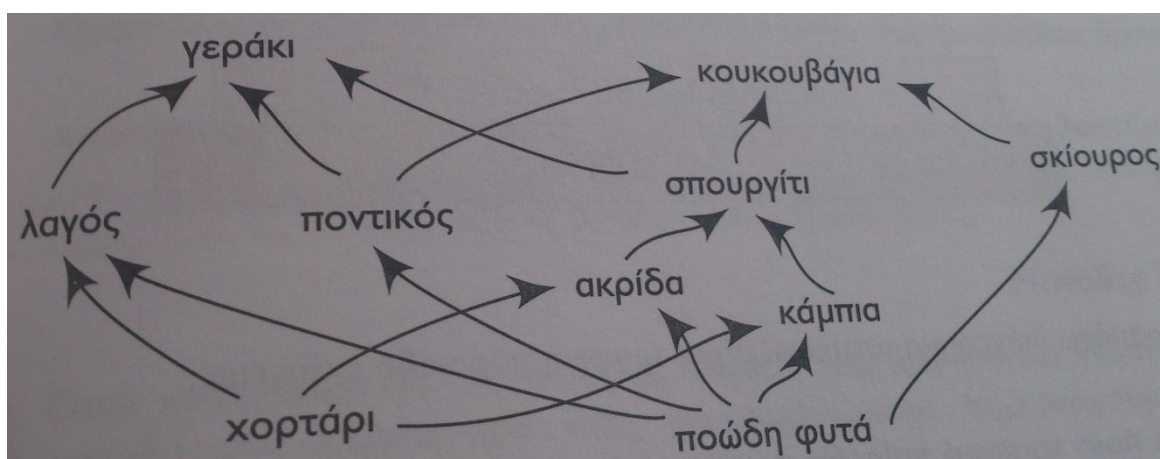 γεράκι
κουκουβάγια
σκίουρος
σπουργίτι
λαγός
ποντικός
ακρίδα
κάμπια
χορτάρι
ποώδη φυτά